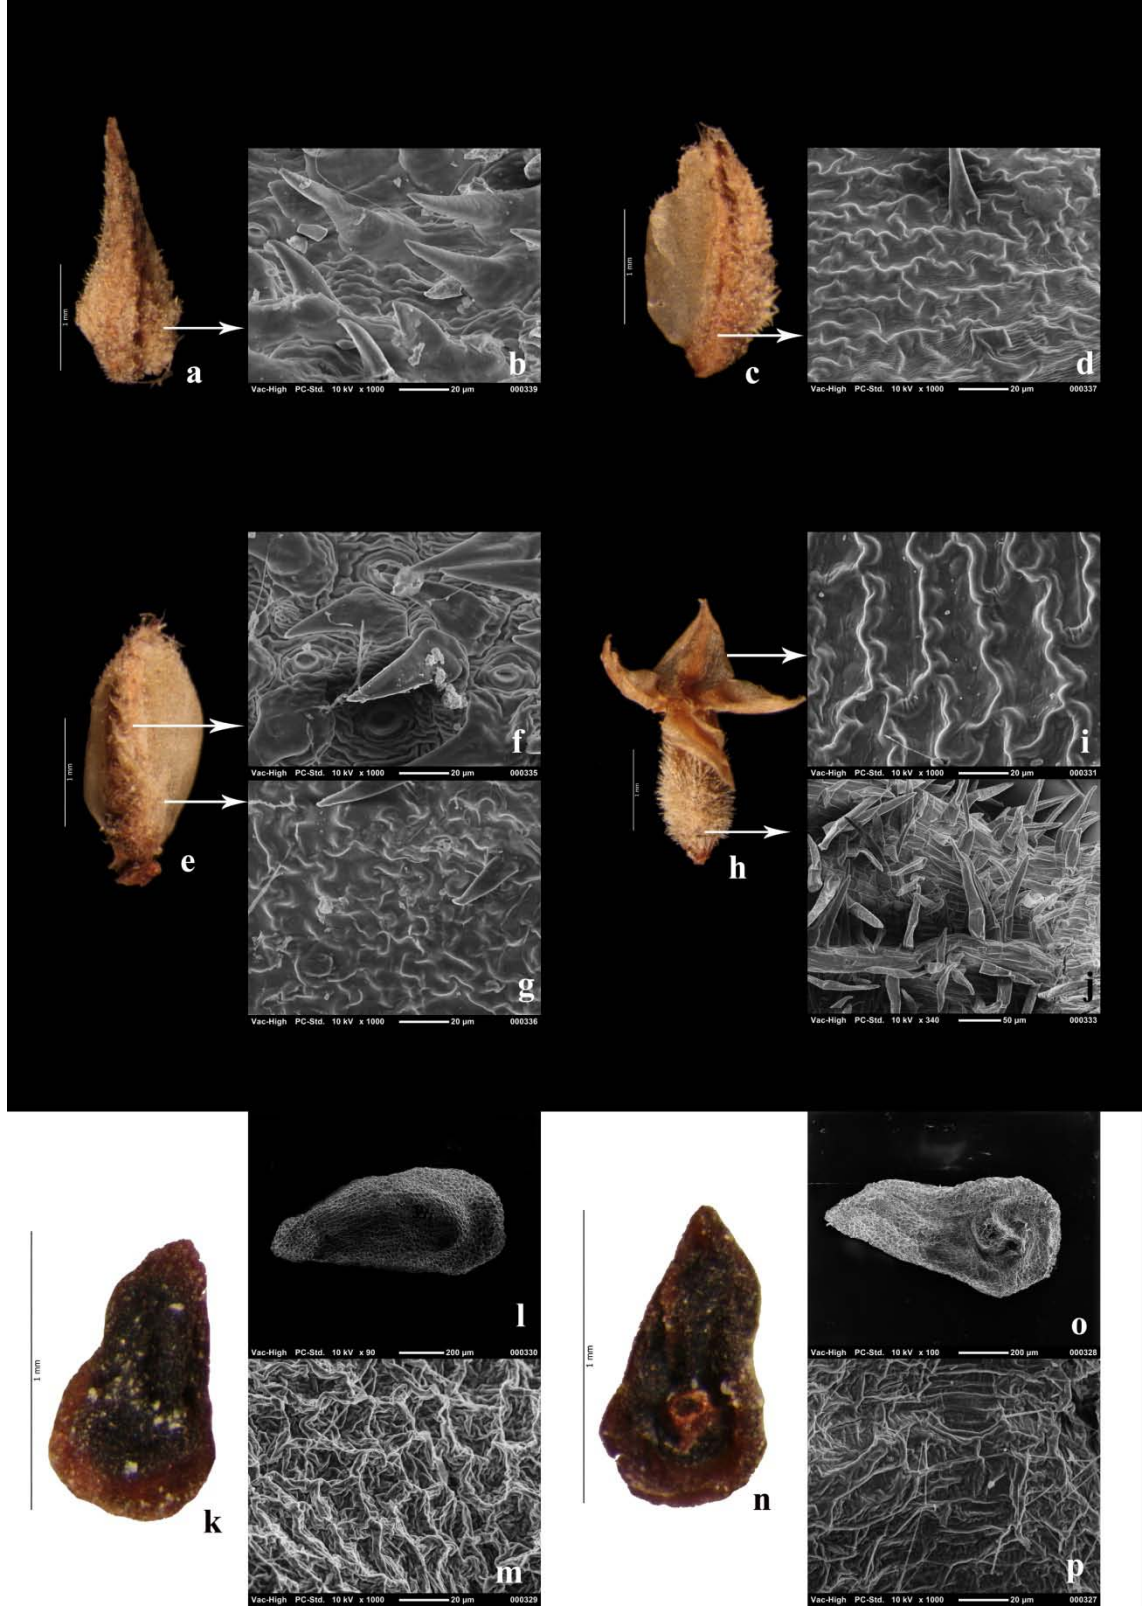 1 mm
a
b
Vac-High PC-Std. 10 kV x 1000 20 µm 000339
1 mm
c
d
Vac-High PC-Std. 10 kV x 1000 20 µm 000337
1 mm
e
f
Vac-High PC-Std. 10 kV x 1000 20 µm 000335
g
Vac-High PC-Std. 10 kV x 1000 20 µm 000336
1 mm
h
i
Vac-High PC-Std. 10 kV x 1000 20 µm 000331
j
Vac-High PC-Std. 10 kV x 340 50 µm 000333
1 mm
k
l
Vac-High PC-Std. 10 kV x 90 200 µm 000330
m
Vac-High PC-Std. 10 kV x 1000 20 µm 000329
1 mm
n
o
Vac-High PC-Std. 10 kV x 100 200 µm 000328
p
Vac-High PC-Std. 10 kV x 1000 20 µm 000327